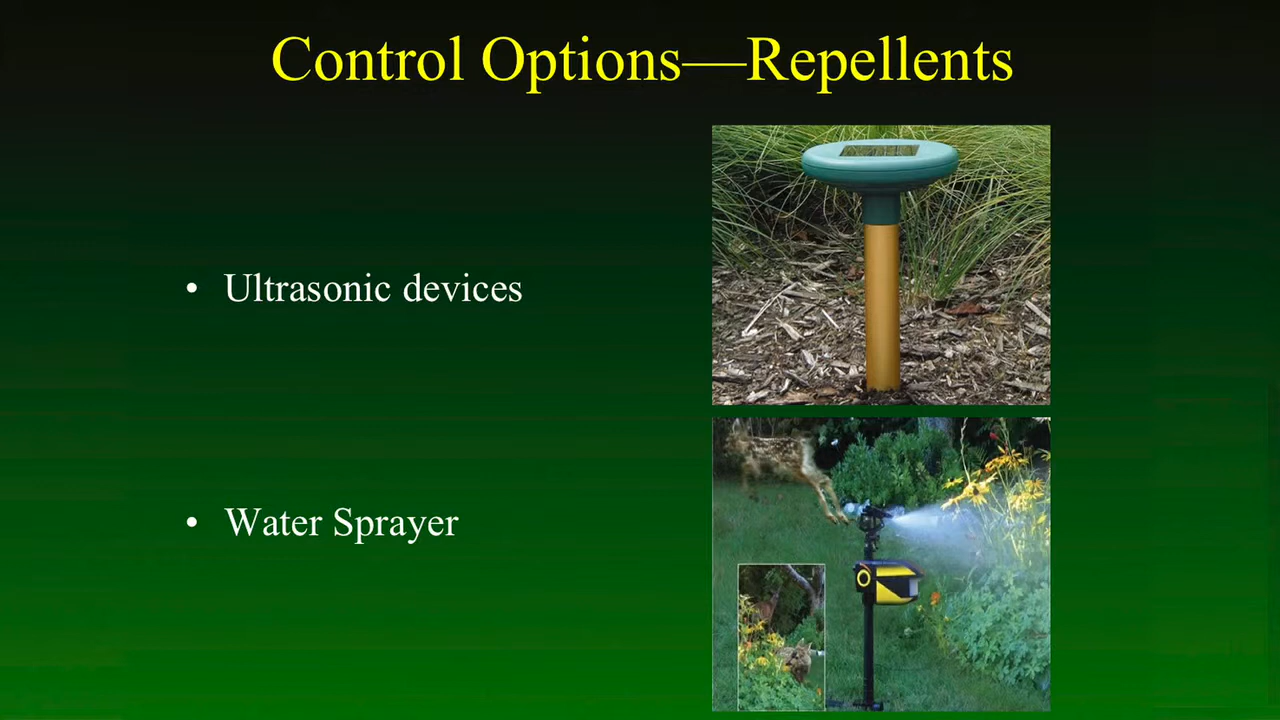 Control Options—Repellents
• Ultrasonic devices
• Water Sprayer